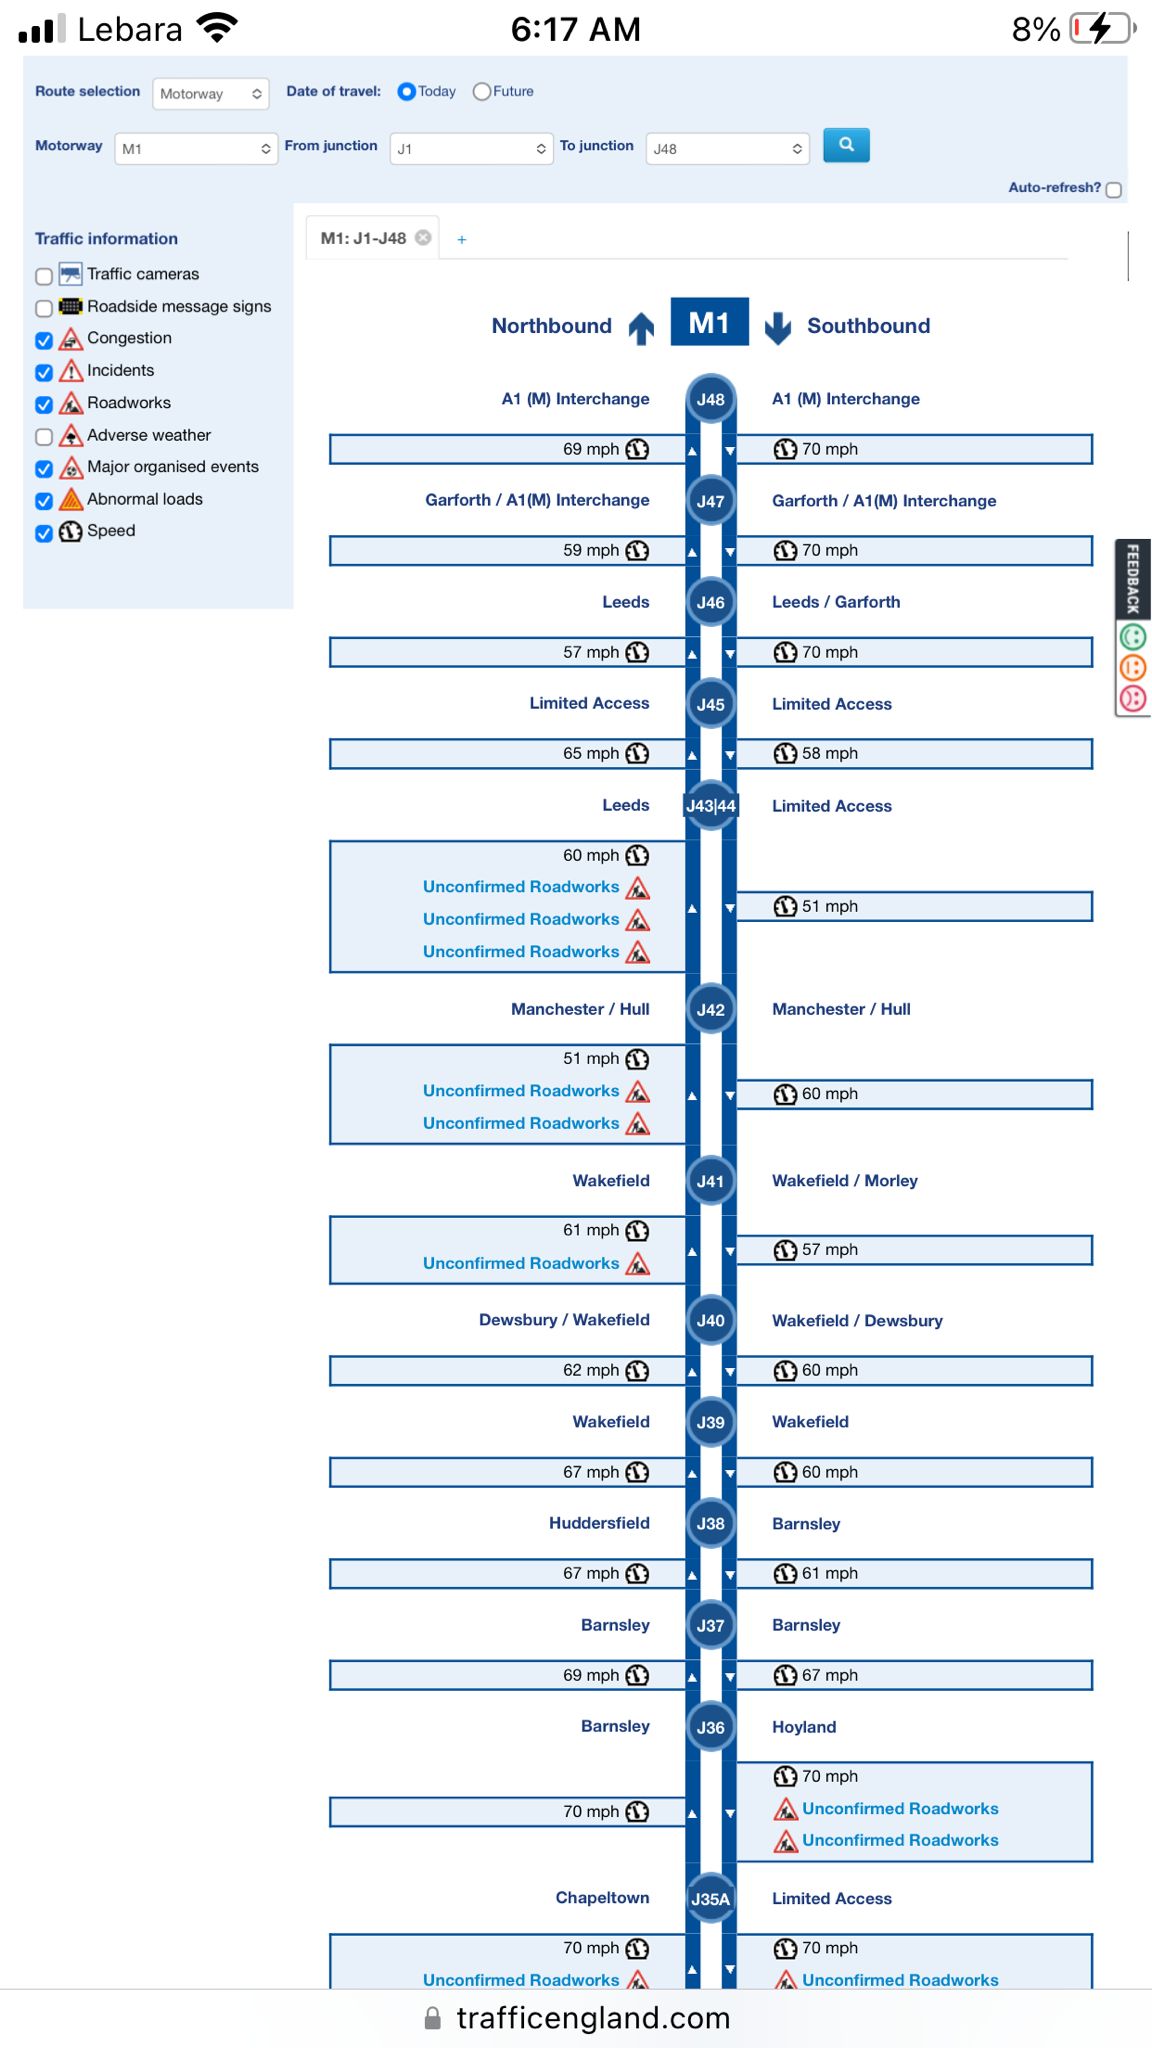 Lebara 6:17 AM 8%
Route selection Motorway Date of travel: Today Future
Motorway M1 From junction J1 To junction J48
Auto-refresh?
Traffic information
Traffic cameras
Roadside message signs
Congestion
Incidents
Roadworks
Adverse weather
Major organised events
Abnormal loads
Speed
M1: J1-J48 +
Northbound M1 Southbound
A1 (M) Interchange J48 A1 (M) Interchange
69 mph 70 mph
Garforth / A1(M) Interchange J47 Garforth / A1(M) Interchange
59 mph 70 mph
Leeds J46 Leeds / Garforth
57 mph 70 mph
Limited Access J45 Limited Access
65 mph 58 mph
Leeds J43|44 Limited Access
60 mph
Unconfirmed Roadworks
51 mph
Unconfirmed Roadworks
Unconfirmed Roadworks
Manchester / Hull J42 Manchester / Hull
51 mph
Unconfirmed Roadworks
60 mph
Unconfirmed Roadworks
Wakefield J41 Wakefield / Morley
61 mph
57 mph
Unconfirmed Roadworks
Dewsbury / Wakefield J40 Wakefield / Dewsbury
62 mph 60 mph
Wakefield J39 Wakefield
67 mph 60 mph
Huddersfield J38 Barnsley
67 mph 61 mph
Barnsley J37 Barnsley
69 mph 67 mph
Barnsley J36 Hoyland
70 mph
70 mph Unconfirmed Roadworks
Unconfirmed Roadworks
Chapeltown J35A Limited Access
70 mph 70 mph
Unconfirmed Roadworks Unconfirmed Roadworks
FEEDBACK
trafficengland.com